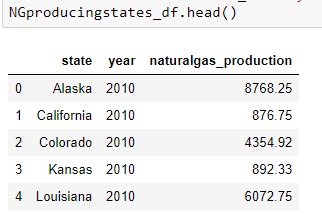 NGproducingstates_df.head()
state year naturalgas_production
0 Alaska 2010 8768.25
1 California 2010 876.75
2 Colorado 2010 4354.92
3 Kansas 2010 892.33
4 Louisiana 2010 6072.75